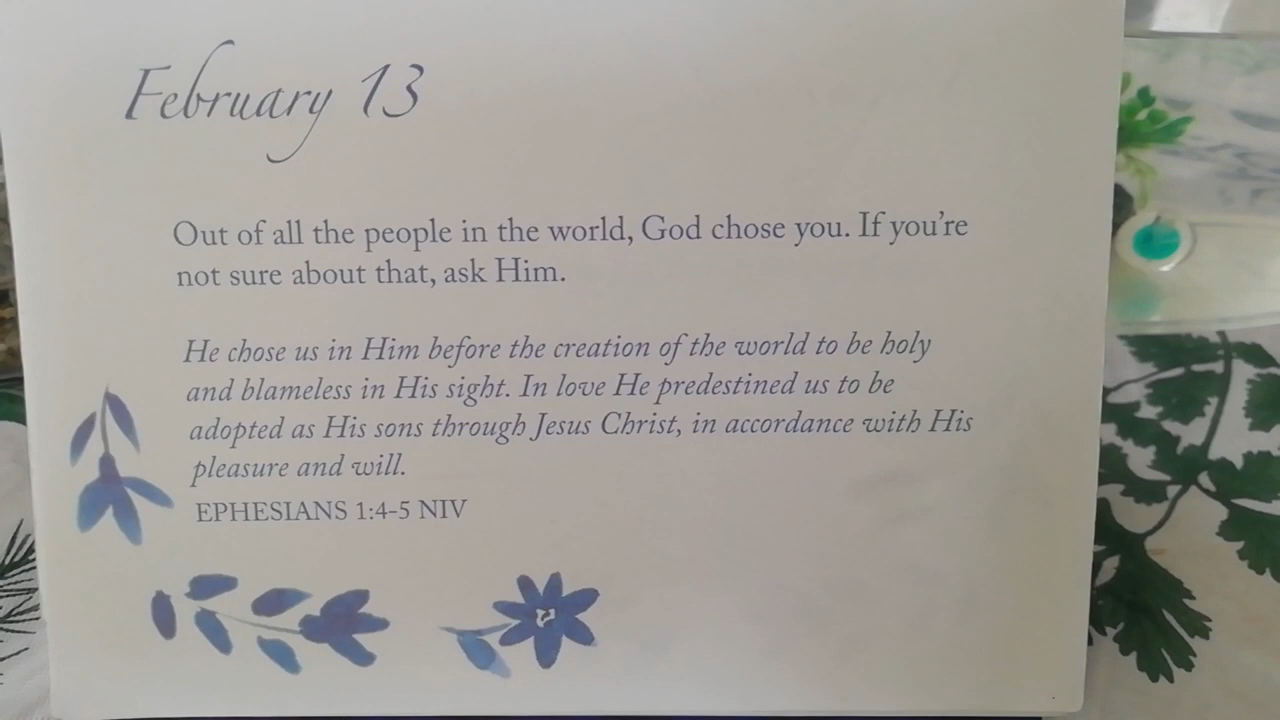 February 13
Out of all the people in the world, God chose you. If you're
not sure about that, ask Him.
He chose us in Him before the creation of the world to be holy
and blameless in His sight. In love He predestined us to be
adopted as His sons through Jesus Christ, in accordance with His
pleasure and will.
EPHESIANS 1:4-5 NIV